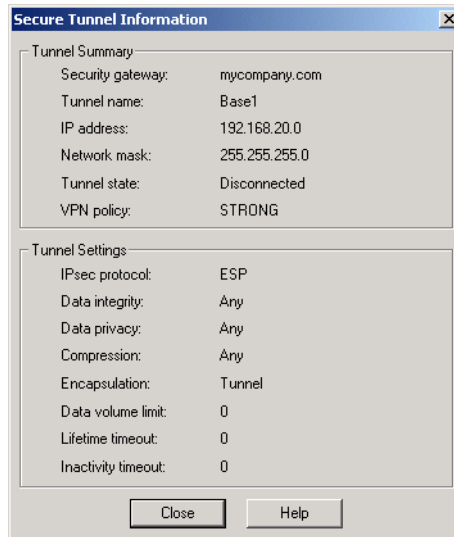 Secure Tunnel Information
Tunnel Summary
Security gateway: mycompany.com
Tunnel name: Base1
IP address: 192.168.20.0
Network mask: 255.255.255.0
Tunnel state: Disconnected
VPN policy: STRONG
Tunnel Settings
IPsec protocol: ESP
Data integrity: Any
Data privacy: Any
Compression: Any
Encapsulation: Tunnel
Data volume limit: 0
Lifetime timeout: 0
Inactivity timeout: 0
Close Help